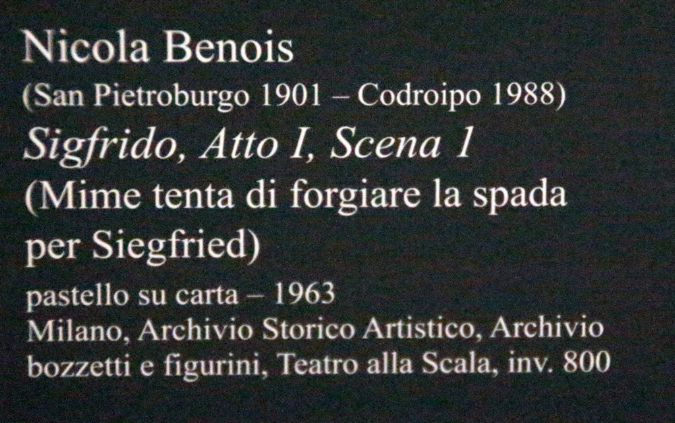 Nicola Benois
(San Pietroburgo 1901 – Codroipo 1988)
Sigfrido, Atto I, Scena 1
(Mime tenta di forgiare la spada
per Siegfried)
pastello su carta – 1963
Milano, Archivio Storico Artistico, Archivio
bozzetti e figurini, Teatro alla Scala, inv. 800